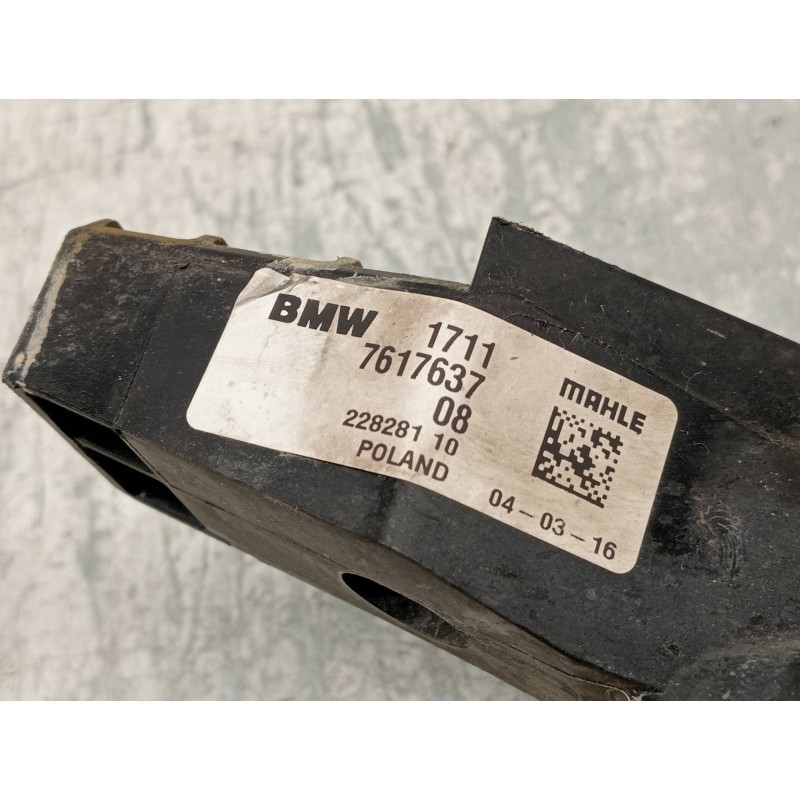 BMW 1711
7617637
08
228281 10
POLAND
MAHLE
04-03-16